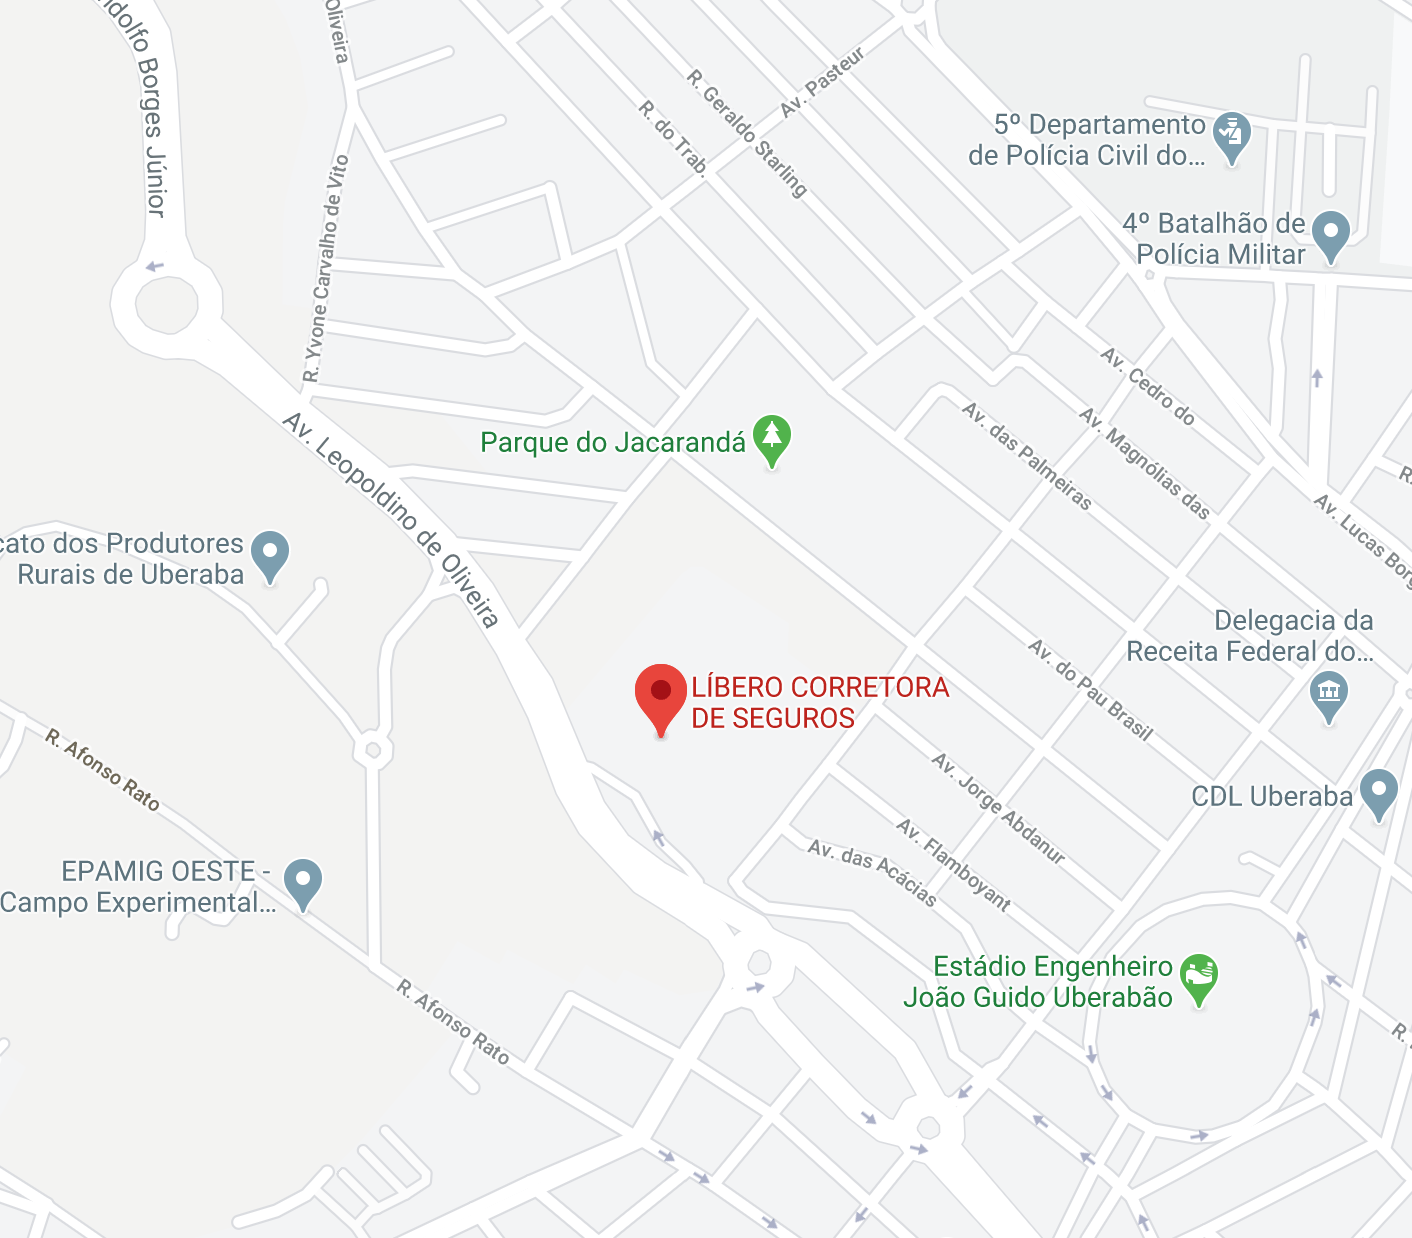 Oliveira
ndolfo Borges Júnior
Av. Pasteur
R. Geraldo Starling
R. do Trab.
5º Departamento
de Polícia Civil do...
4º Batalhão de
Polícia Militar
R. Yvone Carvalho de Vito
Av. Cedro do
Av. Leopoldino de Oliveira
Parque do Jacarandá
Av. das Palmeiras
Av. Magnólias das
R.
Av. Lucas Borg
cato dos Produtores
Rurais de Uberaba
Delegacia da
Receita Federal do...
Av. do Pau Brasil
LÍBERO CORRETORA
DE SEGUROS
R. Afonso Rato
Av. Jorge Abdanur
CDL Uberaba
Av. Flamboyant
Av. das Acácias
EPAMIG OESTE -
Campo Experimental...
Estádio Engenheiro
João Guido Uberabão
R. Afonso Rato
R.